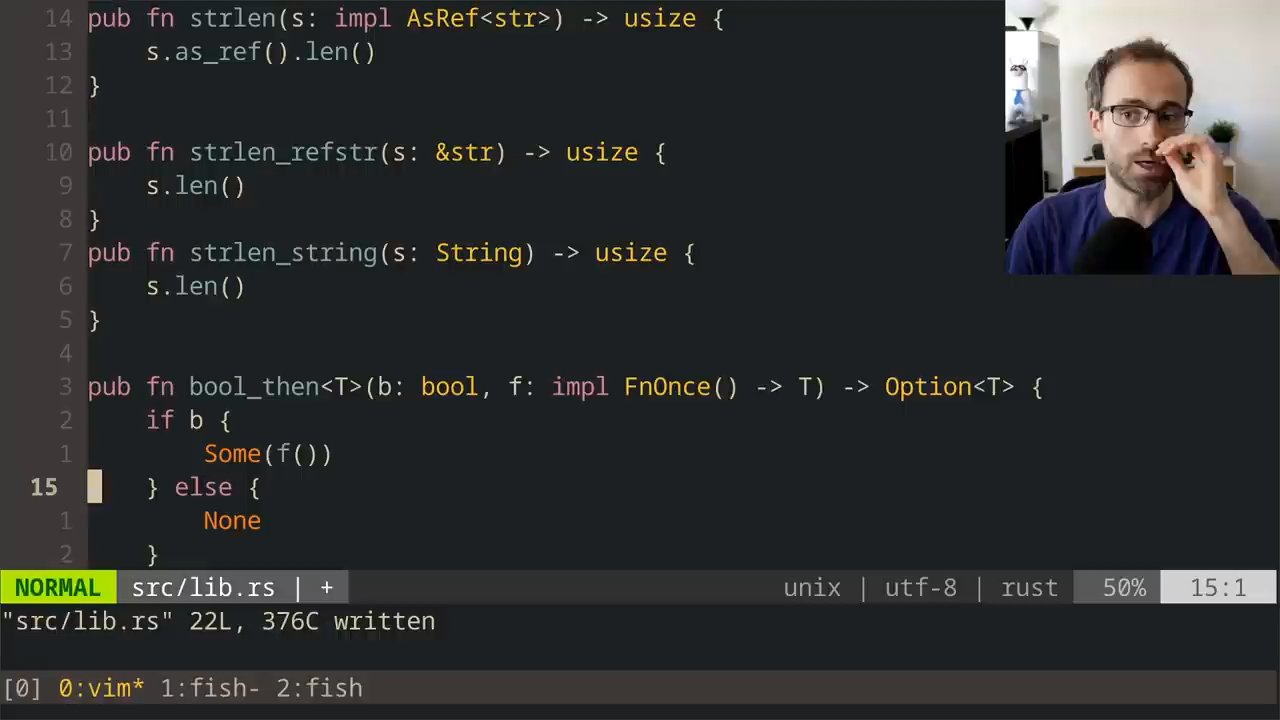 14 pub fn strlen(s: impl AsRef<str>) -> usize {
13     s.as_ref().len()
12 }
11
10 pub fn strlen_refstr(s: &str) -> usize {
9     s.len()
8 }
7 pub fn strlen_string(s: String) -> usize {
6     s.len()
5 }
4
3 pub fn bool_then<T>(b: bool, f: impl FnOnce() -> T) -> Option<T> {
2     if b {
1         Some(f())
15     } else {
1         None
2     }
NORMAL src/lib.rs | + unix | utf-8 | rust 50% 15:1
"src/lib.rs" 22L, 376C written
[0] 0:vim* 1:fish- 2:fish